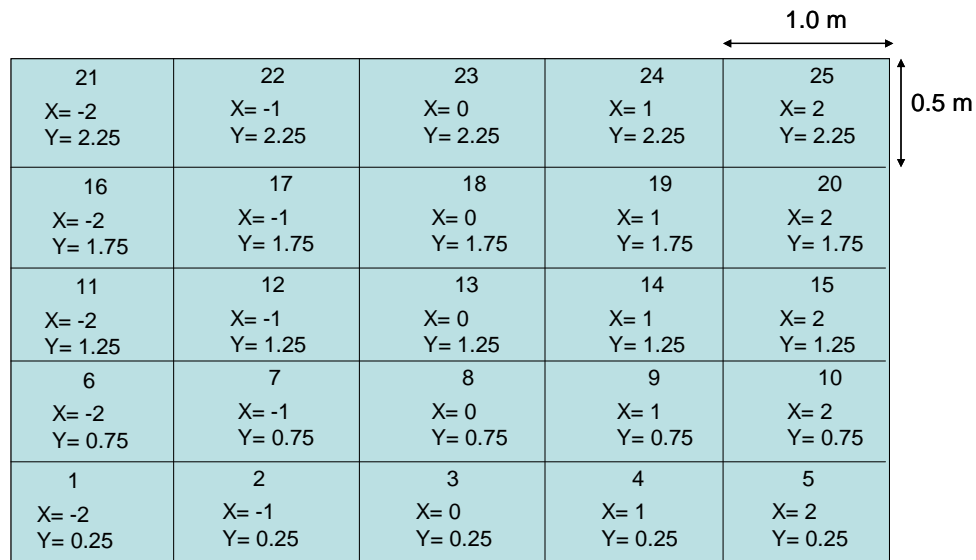 1.0 m
0.5 m
21 22 23 24 25
X= -2 X= -1 X= 0 X= 1 X= 2
Y= 2.25 Y= 2.25 Y= 2.25 Y= 2.25 Y= 2.25
16 17 18 19 20
X= -2 X= -1 X= 0 X= 1 X= 2
Y= 1.75 Y= 1.75 Y= 1.75 Y= 1.75 Y= 1.75
11 12 13 14 15
X= -2 X= -1 X= 0 X= 1 X= 2
Y= 1.25 Y= 1.25 Y= 1.25 Y= 1.25 Y= 1.25
6 7 8 9 10
X= -2 X= -1 X= 0 X= 1 X= 2
Y= 0.75 Y= 0.75 Y= 0.75 Y= 0.75 Y= 0.75
1 2 3 4 5
X= -2 X= -1 X= 0 X= 1 X= 2
Y= 0.25 Y= 0.25 Y= 0.25 Y= 0.25 Y= 0.25